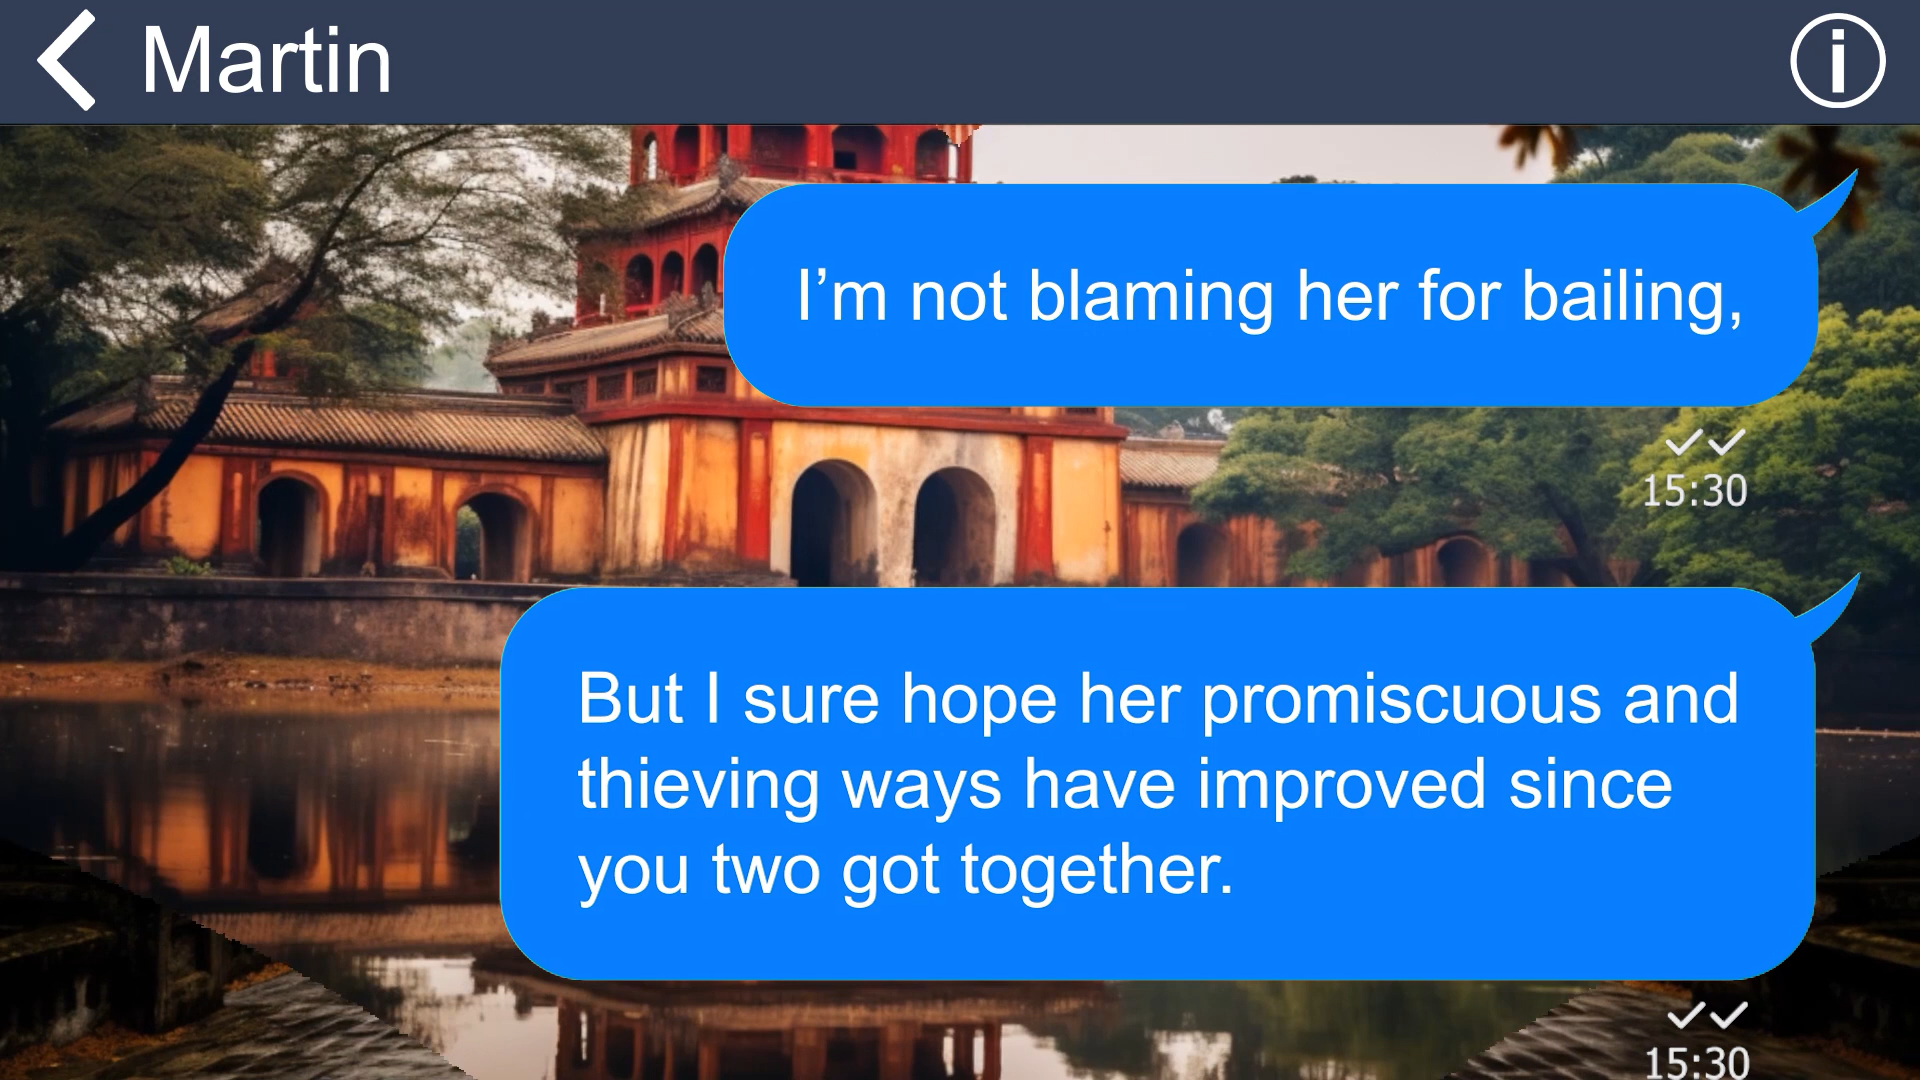 Martin
I’m not blaming her for bailing,
15:30
But I sure hope her promiscuous and
thieving ways have improved since
you two got together.
15:30